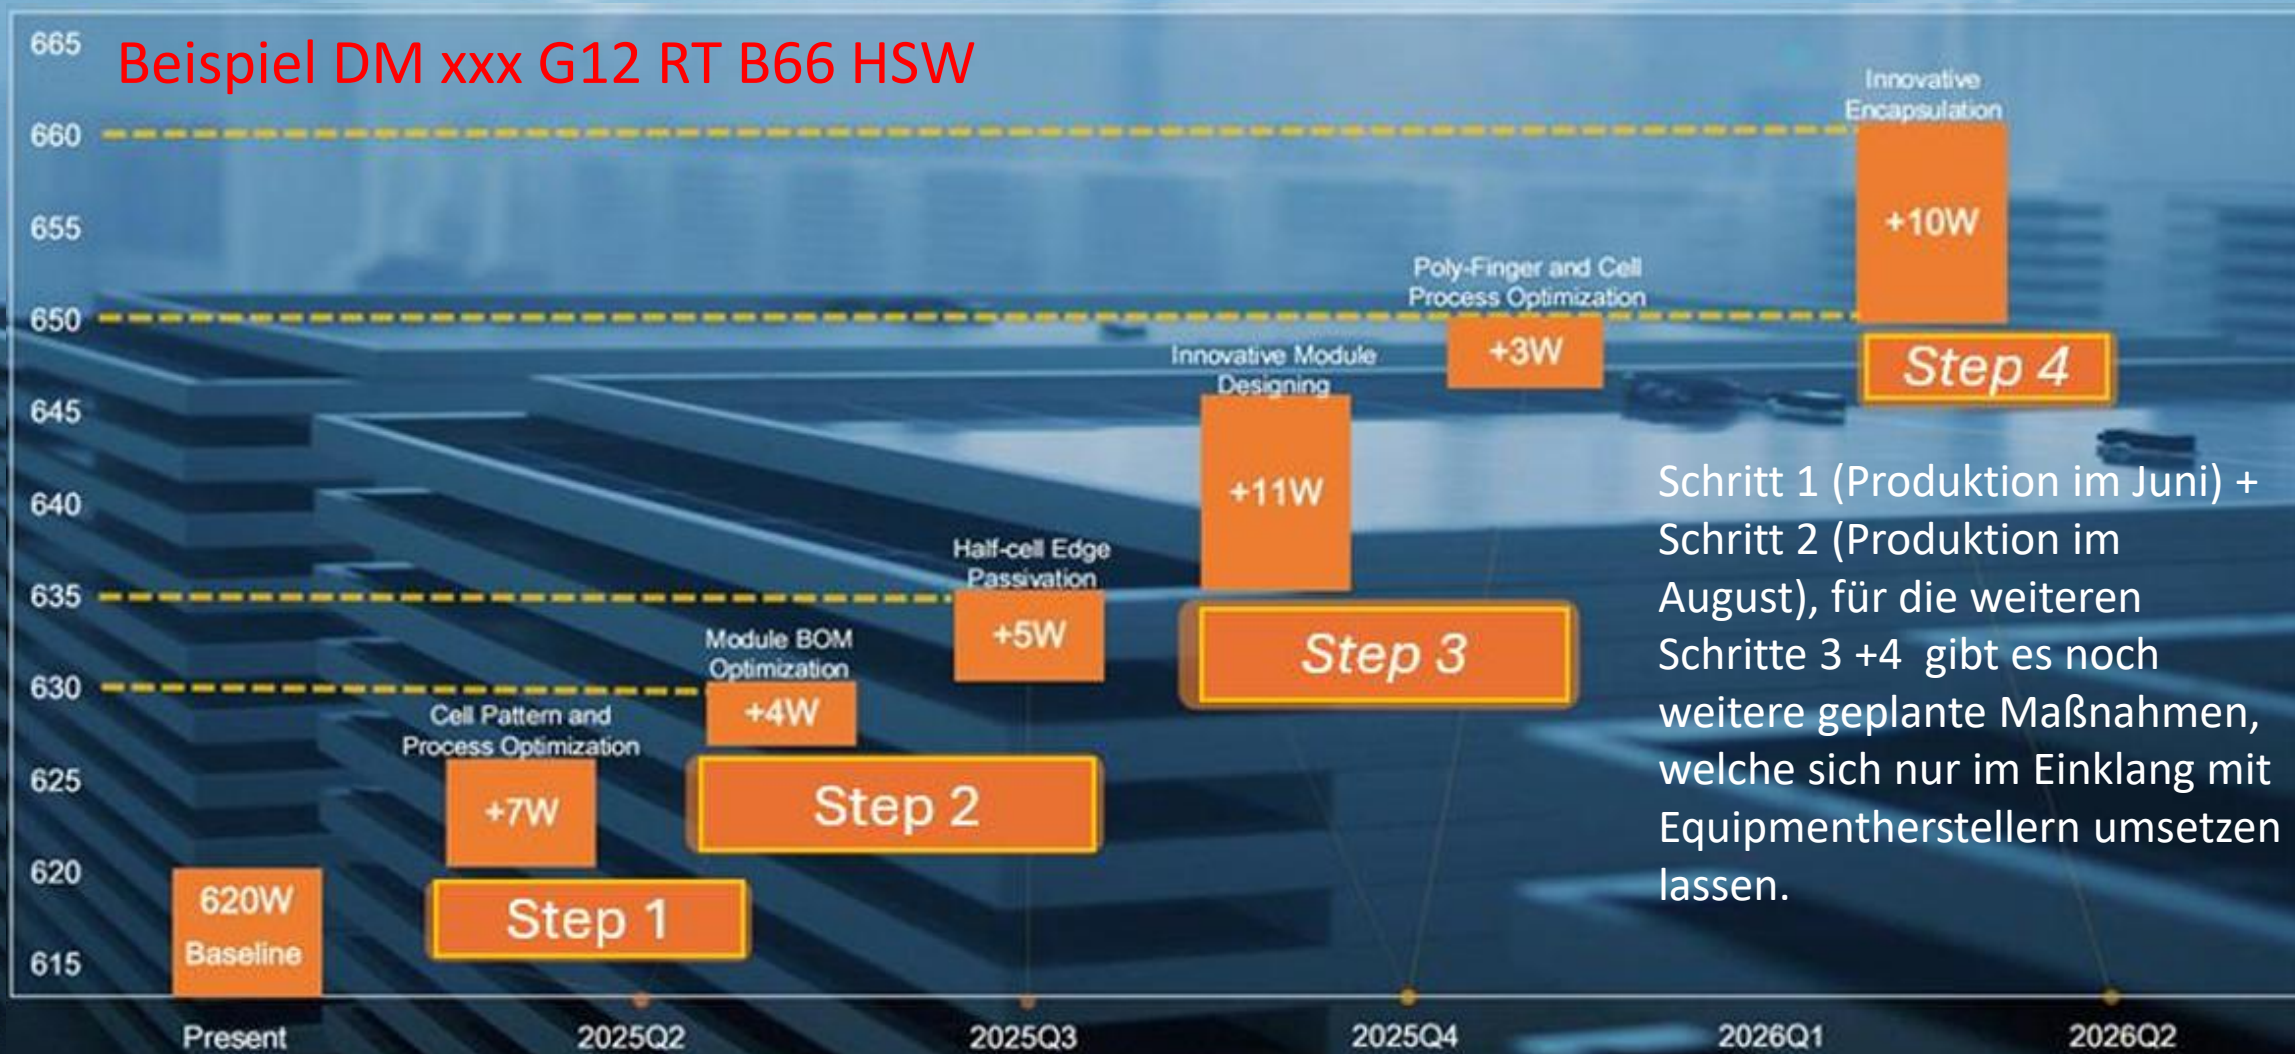 Beispiel DM xxx G12 RT B66 HSW
665
660
655
650
645
640
635
630
625
620
615
620W
Baseline
Cell Pattern and
Process Optimization
+7W
Step 1
Module BOM
Optimization
+4W
Step 2
Half-cell Edge
Passivation
+5W
Innovative Module
Designing
+11W
Step 3
Poly-Finger and Cell
Process Optimization
+3W
Innovative
Encapsulation
+10W
Step 4
Schritt 1 (Produktion im Juni) +
Schritt 2 (Produktion im
August), für die weiteren
Schritte 3 +4 gibt es noch
weitere geplante Maßnahmen,
welche sich nur im Einklang mit
Equipmentherstellern umsetzen
lassen.
Present
2025Q2
2025Q3
2025Q4
2026Q1
2026Q2